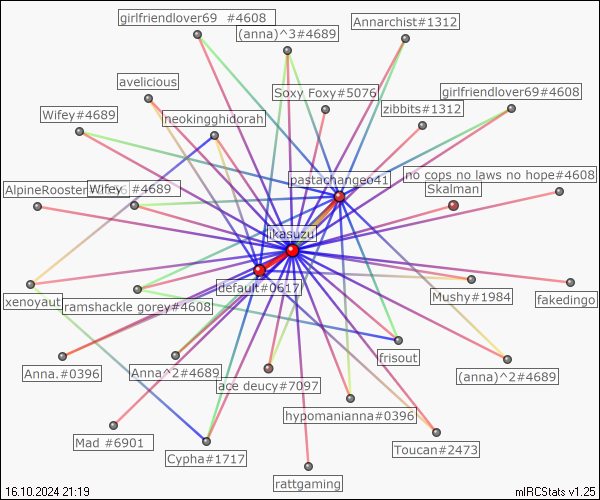 girlfriendlover69 #4608
(anna)^3#4689
Annarchist#1312
avelicious
Soxy Foxy#5076
girlfriendlover69#4608
Wifey#4689
neokingghidorah
zibbits#1312
pastachangeo41
no cops no laws no hope#4608
AlpineRooster
Wifey #4689
Skalman
ikasuzu
default#0617
xenoyaut
ramshackle gorey#4608
Mushy#1984
fakedingo
frisout
Anna.#0396
Anna^2#4689
ace deucy#7097
(anna)^2#4689
hypomanianna#0396
Mad #6901
Cypha#1717
Toucan#2473
rattgaming
16.10.2024 21:19
mIRCStats v1.25